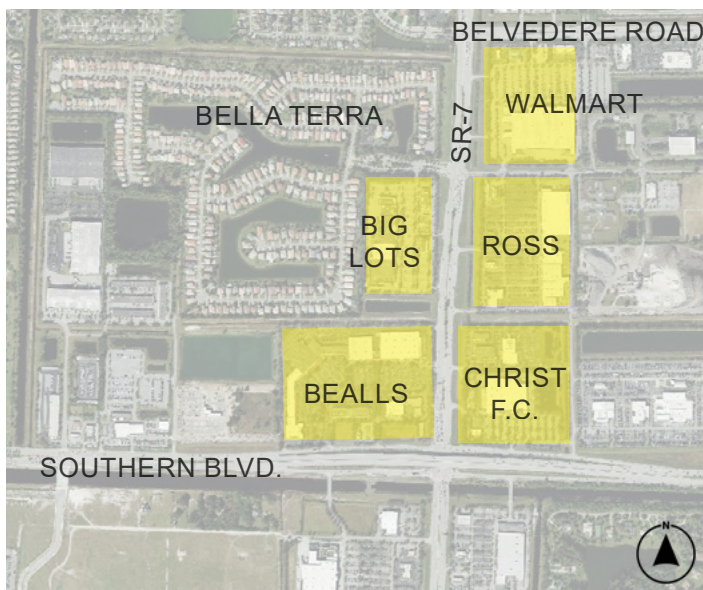 BELVEDERE ROAD
WALMART
BELLA TERRA
SR-7
BIG
LOTS
ROSS
BEALLS
CHRIST
F.C.
SOUTHERN BLVD.
N